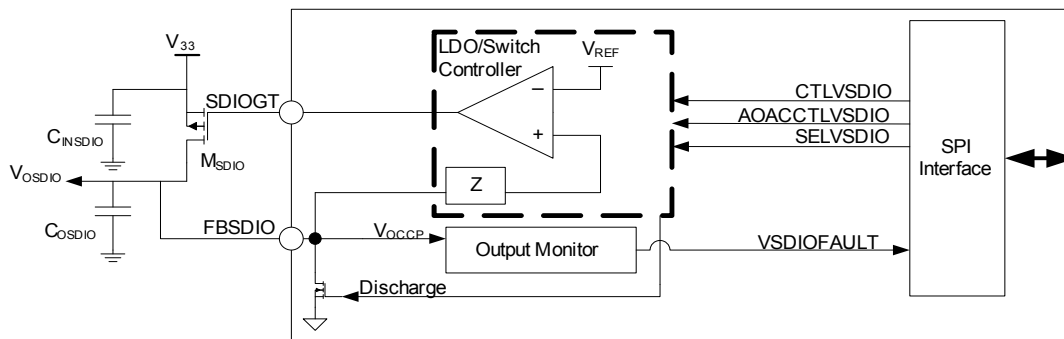 V33
LDO/Switch
Controller
VREF
SDIOGT
CINSDIO
MSDIO
VOSDIO
COSDIO
FBSDIO
−
+
Z
VOCCP
Output Monitor
Discharge
CTLVSDIO
AOACCTLVSDIO
SELVSDIO
VSDIOFAULT
SPI
Interface